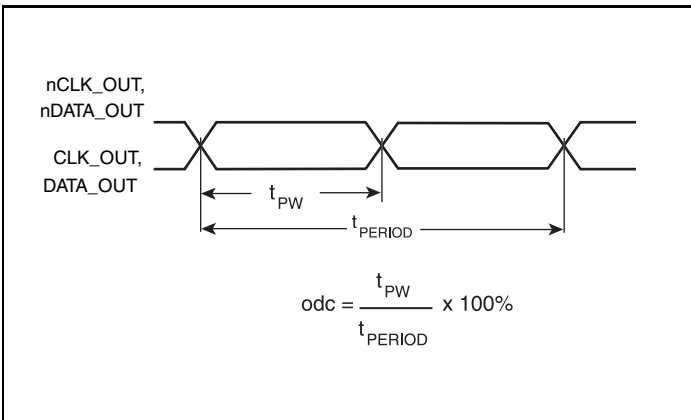 nCLK_OUT,
nDATA_OUT
CLK_OUT,
DATA_OUT
tPW
tPERIOD
odc = tPW / tPERIOD x 100%